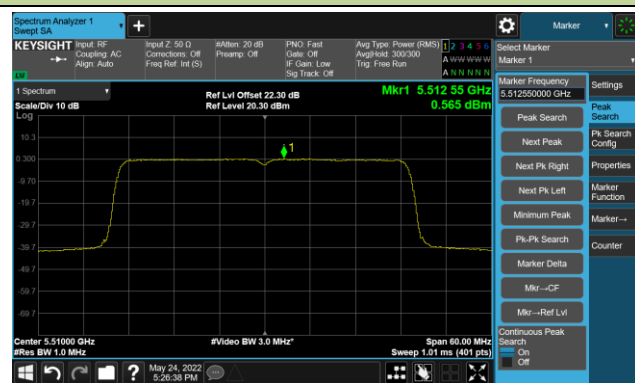 Spectrum Analyzer 1
Swept SA
+
Marker
KEYSIGHT
Input: RF
Coupling: AC
Align: Auto
Input Z: 50 Ω
Corrections: Off
Freq Ref: Int (S)
#Atten: 20 dB
Preamp: Off
PNO: Fast
Gate: Off
IF Gain: Low
Sig Track: Off
Avg Type: Power (RMS)
Avg|Hold: 300/300
Trig: Free Run
1 2 3 4 5 6
A W W W W W
A N N N N N
Select Marker
Marker 1
1 Spectrum
Scale/Div 10 dB
Log
Ref Lvl Offset 22.30 dB
Ref Level 20.30 dBm
Mkr1 5.512 55 GHz
0.565 dBm
10.3
0.300
-9.70
-19.7
-29.7
-39.7
-49.7
-59.7
-69.7
1
Center 5.51000 GHz
#Res BW 1.0 MHz
#Video BW 3.0 MHz*
Span 60.00 MHz
Sweep 1.01 ms (401 pts)
Marker Frequency
5.512550000 GHz
Peak Search
Next Peak
Next Pk Right
Next Pk Left
Minimum Peak
Pk-Pk Search
Marker Delta
Mkr→CF
Mkr→Ref Lvl
Continuous Peak
Search
On
Off
Settings
Peak
Search
Pk Search
Config
Properties
Marker
Function
Marker→
Counter
?
May 24, 2022
5:26:38 PM